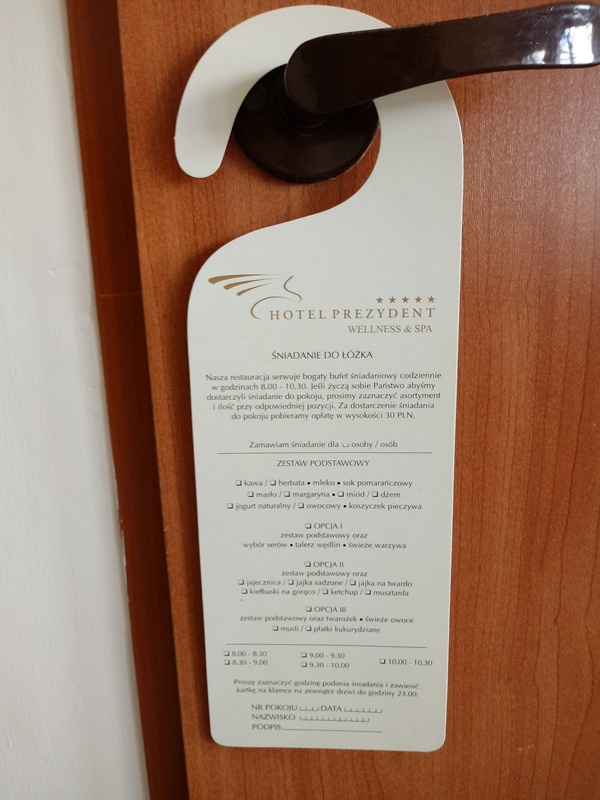 ★★★★★
HOTEL PREZYDENT
WELLNESS & SPA
ŚNIADANIE DO ŁÓŻKA
Nasza restauracja serwuje bogaty bufet śniadaniowy codziennie
w godzinach 8.00 - 10.30. Jeśli życzą sobie Państwo abyśmy
dostarczyli śniadanie do pokoju, prosimy zaznaczyć asortyment
i ilość przy odpowiedniej pozycji. Za dostarczenie śniadania
do pokoju pobieramy opłatę w wysokości 30 PLN.
Zamawiam śniadanie dla ⎵ osoby / osób
ZESTAW PODSTAWOWY
❏ kawa / ❏ herbata • mleko • sok pomarańczowy
❏ masło / ❏ margaryna • ❏ miód / ❏ dżem
❏ jogurt naturalny / ❏ owocowy • koszyczek pieczywa
❏ OPCJA I
zestaw podstawowy oraz
wybór serów • talerz wędlin • świeże warzywa
❏ OPCJA II
zestaw podstawowy oraz
❏ jajecznica / ❏ jajka sadzone / ❏ jajka na twardo
❏ kiełbaski na gorąco / ❏ ketchup / ❏ musztarda
❏ OPCJA III
zestaw podstawowy oraz twarożek • świeże owoce
❏ musli / ❏ płatki kukurydziane
❏ 8.00 - 8.30 ❏ 9.00 - 9.30 ❏ 10.00 - 10.30
❏ 8.30 - 9.00 ❏ 9.30 - 10.00
Proszę zaznaczyć godzinę podania śniadania i zawiesić
kartkę na klamce na zewnątrz drzwi do godziny 23.00.
NR POKOJU DATA
NAZWISKO
PODPIS